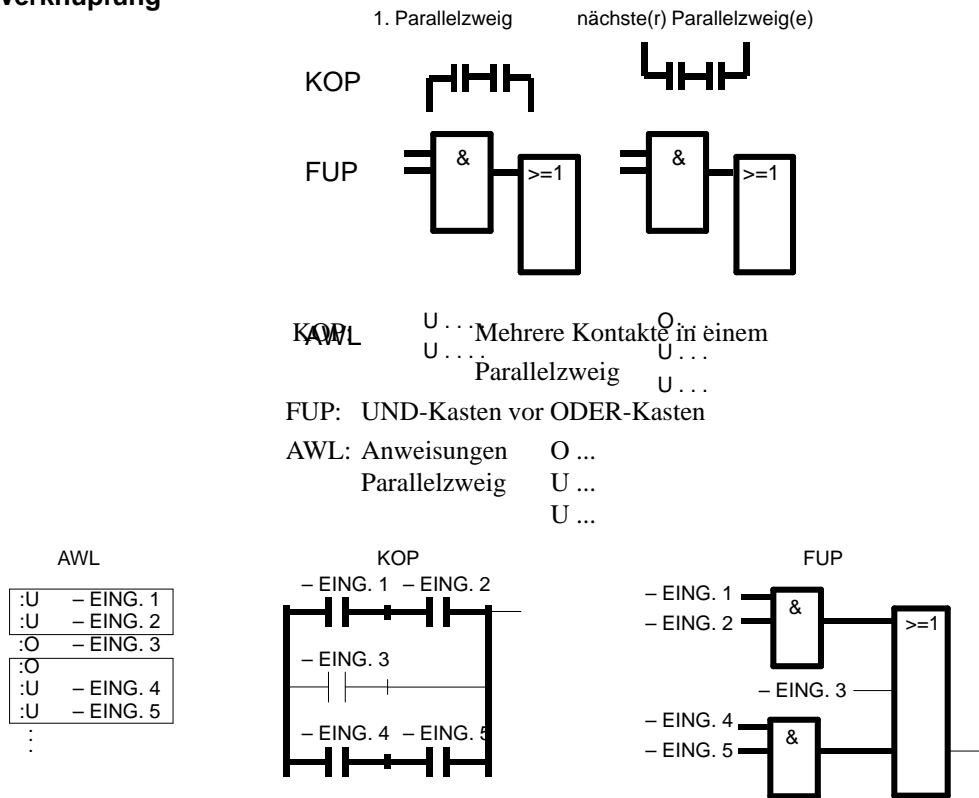 Verknüpfung
1. Parallelzweig nächste(r) Parallelzweig(e)
KOP
FUP
& >=1 & >=1
AWL
U . . . . O. . .
U . . . . U . . .
U . . .
KOP: Mehrere Kontakte in einem
Parallelzweig
FUP: UND-Kasten vor ODER-Kasten
AWL: Anweisungen O ...
Parallelzweig U ...
U ...
AWL
:U – EING. 1
:U – EING. 2
:O – EING. 3
:O
:U – EING. 4
:U – EING. 5
:
:
KOP
– EING. 1 – EING. 2
– EING. 3
– EING. 4 – EING. 5
FUP
– EING. 1
– EING. 2
&
>=1
– EING. 3
– EING. 4
– EING. 5
&